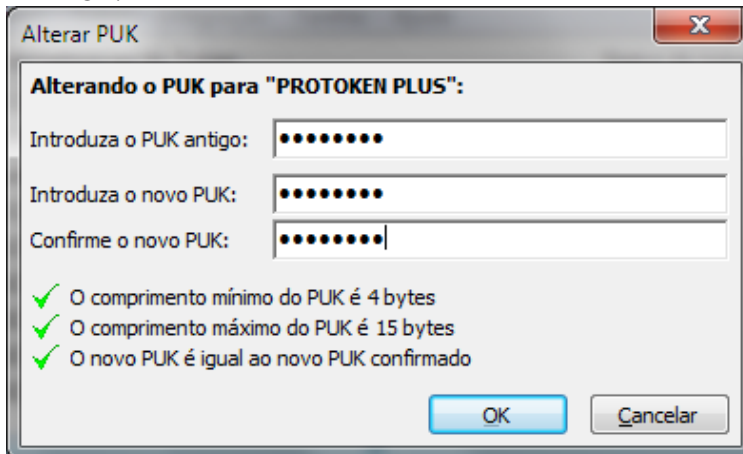 Alterar PUK
Alterando o PUK para "PROTOKEN PLUS":
Introduza o PUK antigo: ●●●●●●●●
Introduza o novo PUK: ●●●●●●●●
Confirme o novo PUK: ●●●●●●●●
O comprimento mínimo do PUK é 4 bytes
O comprimento máximo do PUK é 15 bytes
O novo PUK é igual ao novo PUK confirmado
OK Cancelar